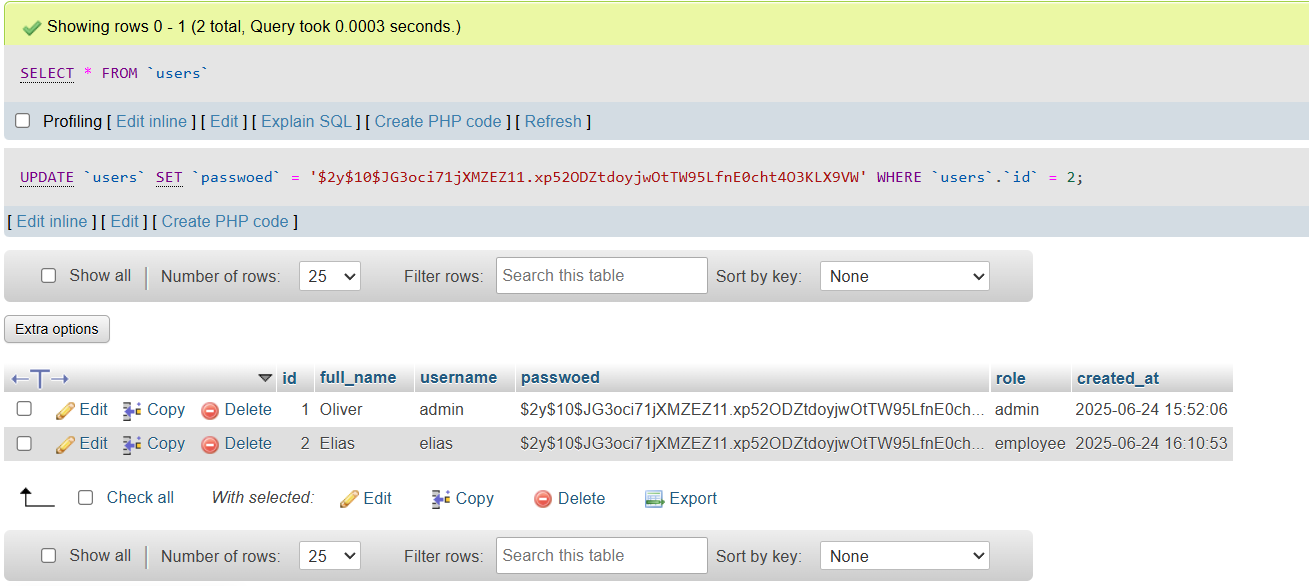 Showing rows 0 - 1 (2 total, Query took 0.0003 seconds.)
SELECT * FROM `users`
Profiling [ Edit inline ] [ Edit ] [ Explain SQL ] [ Create PHP code ] [ Refresh ]
UPDATE `users` SET `passwoed` = '$2y$10$JG3oci71jXMZEZ11.xp52ODZtdoyjwOtTW95LfnE0cht4O3KLX9VW' WHERE `users`.`id` = 2;
[ Edit inline ] [ Edit ] [ Create PHP code ]
Show all Number of rows: 25 Filter rows: Search this table Sort by key: None
Extra options
id full_name username passwoed role created_at
Edit Copy Delete 1 Oliver admin $2y$10$JG3oci71jXMZEZ11.xp52ODZtdoyjwOtTW95LfnE0ch... admin 2025-06-24 15:52:06
Edit Copy Delete 2 Elias elias $2y$10$JG3oci71jXMZEZ11.xp52ODZtdoyjwOtTW95LfnE0ch... employee 2025-06-24 16:10:53
Check all With selected: Edit Copy Delete Export
Show all Number of rows: 25 Filter rows: Search this table Sort by key: None